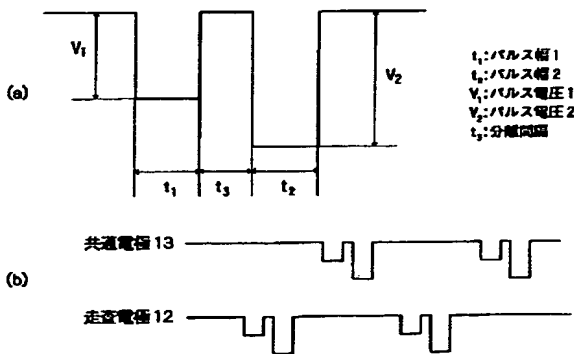 (a)
V₁
V₂
t₁
t₃
t₂
t₁:パルス幅1
t₂:パルス幅2
V₁:パルス電圧1
V₂:パルス電圧2
t₃:分離間隔
(b)
共通電極13
走査電極12